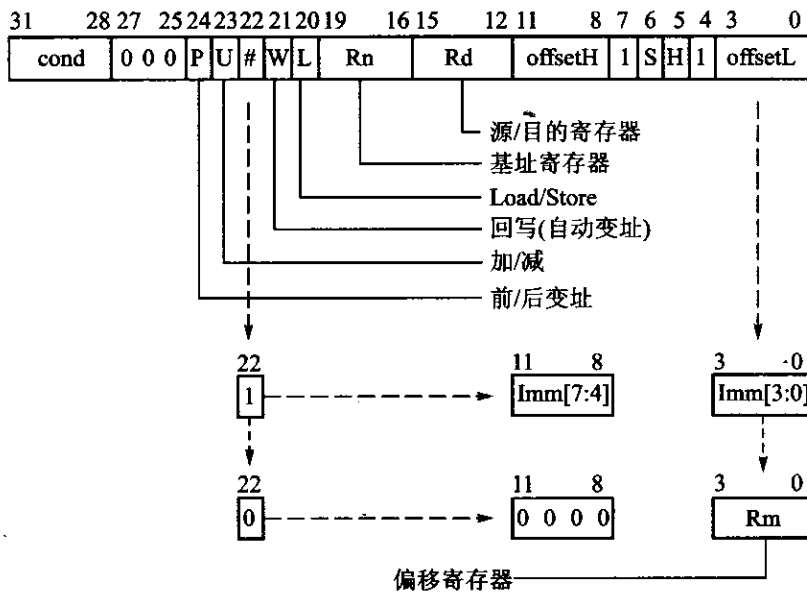 31 28 27 25 24 23 22 21 20 19 16 15 12 11 8 7 6 5 4 3 0
cond 0 0 0 P U # W L Rn Rd offsetH 1 S H 1 offsetL
源/目的寄存器
基址寄存器
Load/Store
回写(自动变址)
加/减
前/后变址
22 11 8 3 0
1 Imm[7:4] Imm[3:0]
22 11 8 3 0
0 0 0 0 0 Rm
偏移寄存器